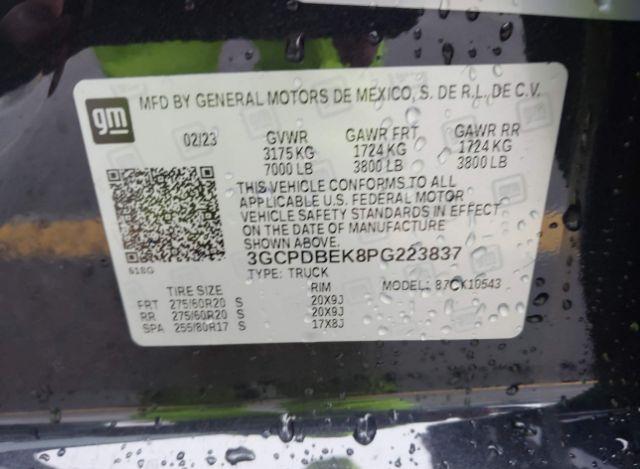 gm
MFD BY GENERAL MOTORS DE MEXICO, S. DE R.L. DE C.V.
02/23 GVWR GAWR FRT GAWR RR
3175 KG 1724 KG 1724 KG
7000 LB 3800 LB 3800 LB
THIS VEHICLE CONFORMS TO ALL
APPLICABLE U.S. FEDERAL MOTOR
VEHICLE SAFETY STANDARDS IN EFFECT
ON THE DATE OF MANUFACTURE
SHOWN ABOVE.
3GCPDBEK8PG223837
TYPE: TRUCK
MODEL: 87CK10543
618G
TIRE SIZE RIM
FRT 275/60R20 S 20X9J
RR 275/60R20 S 20X9J
SPA 255/80R17 S 17X8J